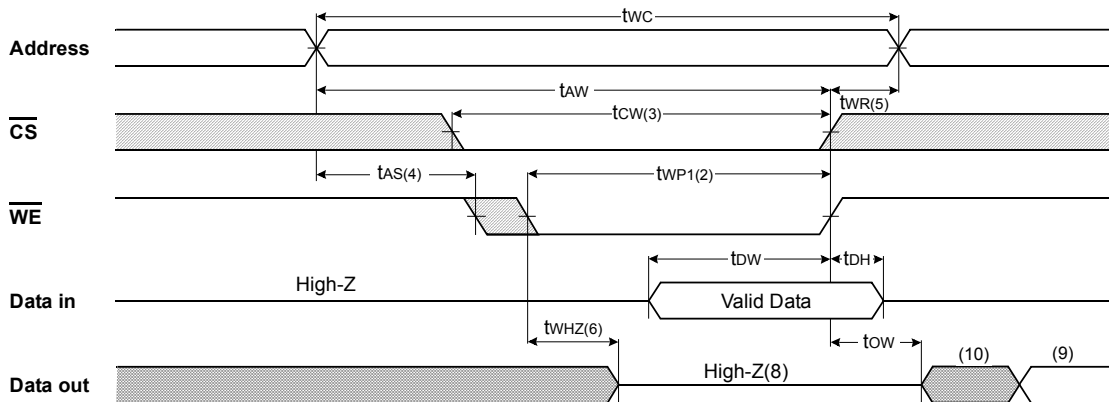 tWC
Address
tAW
tWR(5)
tCW(3)
CS
tAS(4)
tWP1(2)
WE
tDW
tDH
High-Z
Data in
Valid Data
tWHZ(6)
tOW
High-Z(8)
(10)
(9)
Data out